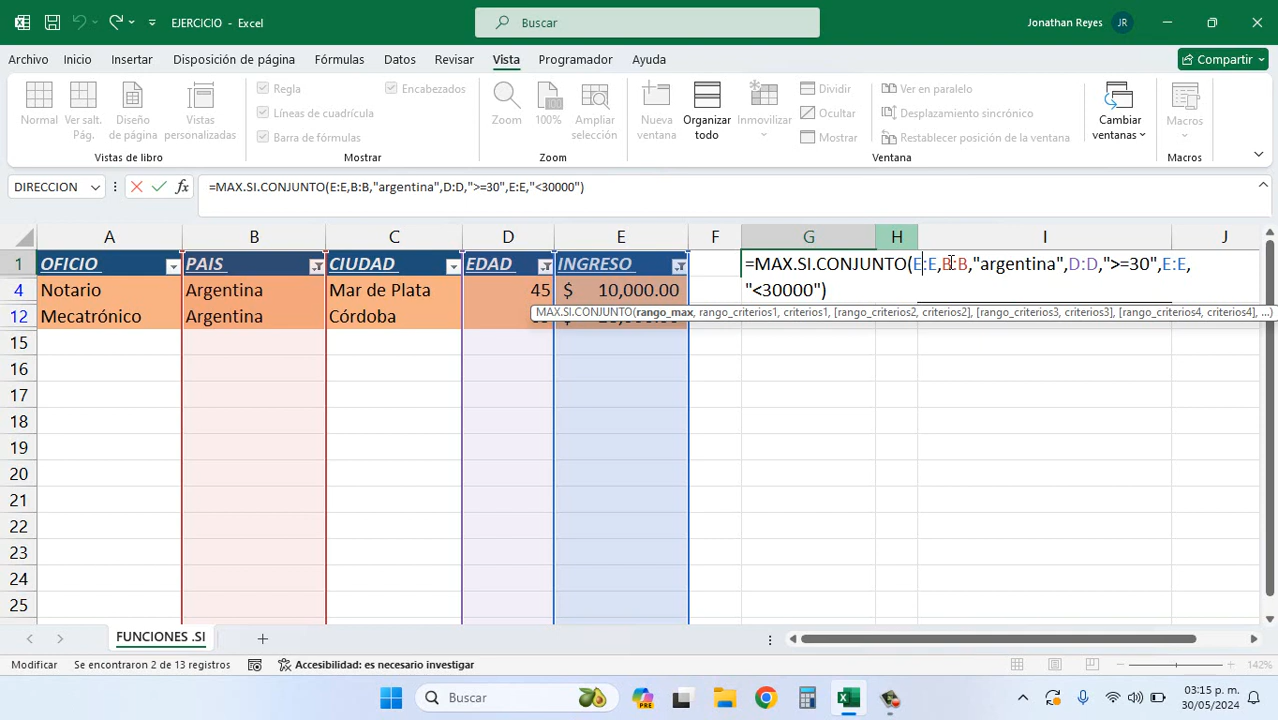 EJERCICIO - Excel
Buscar
Jonathan Reyes JR
Archivo Inicio Insertar Disposición de página Fórmulas Datos Revisar Vista Programador Ayuda
Compartir
Normal
Ver salt.
Pág.
Diseño
de página
Vistas
personalizadas
Regla
Líneas de cuadrícula
Barra de fórmulas
Encabezados
Zoom
100
100%
Ampliar
selección
Nueva
ventana
Organizar
todo
Inmovilizar
Dividir
Ocultar
Mostrar
Ver en paralelo
Desplazamiento sincrónico
Restablecer posición de la ventana
Cambiar
ventanas
Macros
Vistas de libro Mostrar Zoom Ventana Macros
DIRECCION fx =MAX.SI.CONJUNTO(E:E,B:B,"argentina",D:D,">=30",E:E,"<30000")
A B C D E F G H I J
1 OFICIO PAIS CIUDAD EDAD INGRESO =MAX.SI.CONJUNTO(E:E,B:B,"argentina",D:D,">=30",E:E,
4 Notario Argentina Mar de Plata 45 $ 10,000.00 "<30000")
12 Mecatrónico Argentina Córdoba
MAX.SI.CONJUNTO(rango_max, rango_criterios1, criterios1, [rango_criterios2, criterios2], [rango_criterios3, criterios3], [rango_criterios4, criterios4], ...)
15
16
17
18
19
20
21
22
23
24
25
FUNCIONES .SI
Modificar Se encontraron 2 de 13 registros Accesibilidad: es necesario investigar 142%
Búsqueda
PRE
03:15 p. m.
30/05/2024